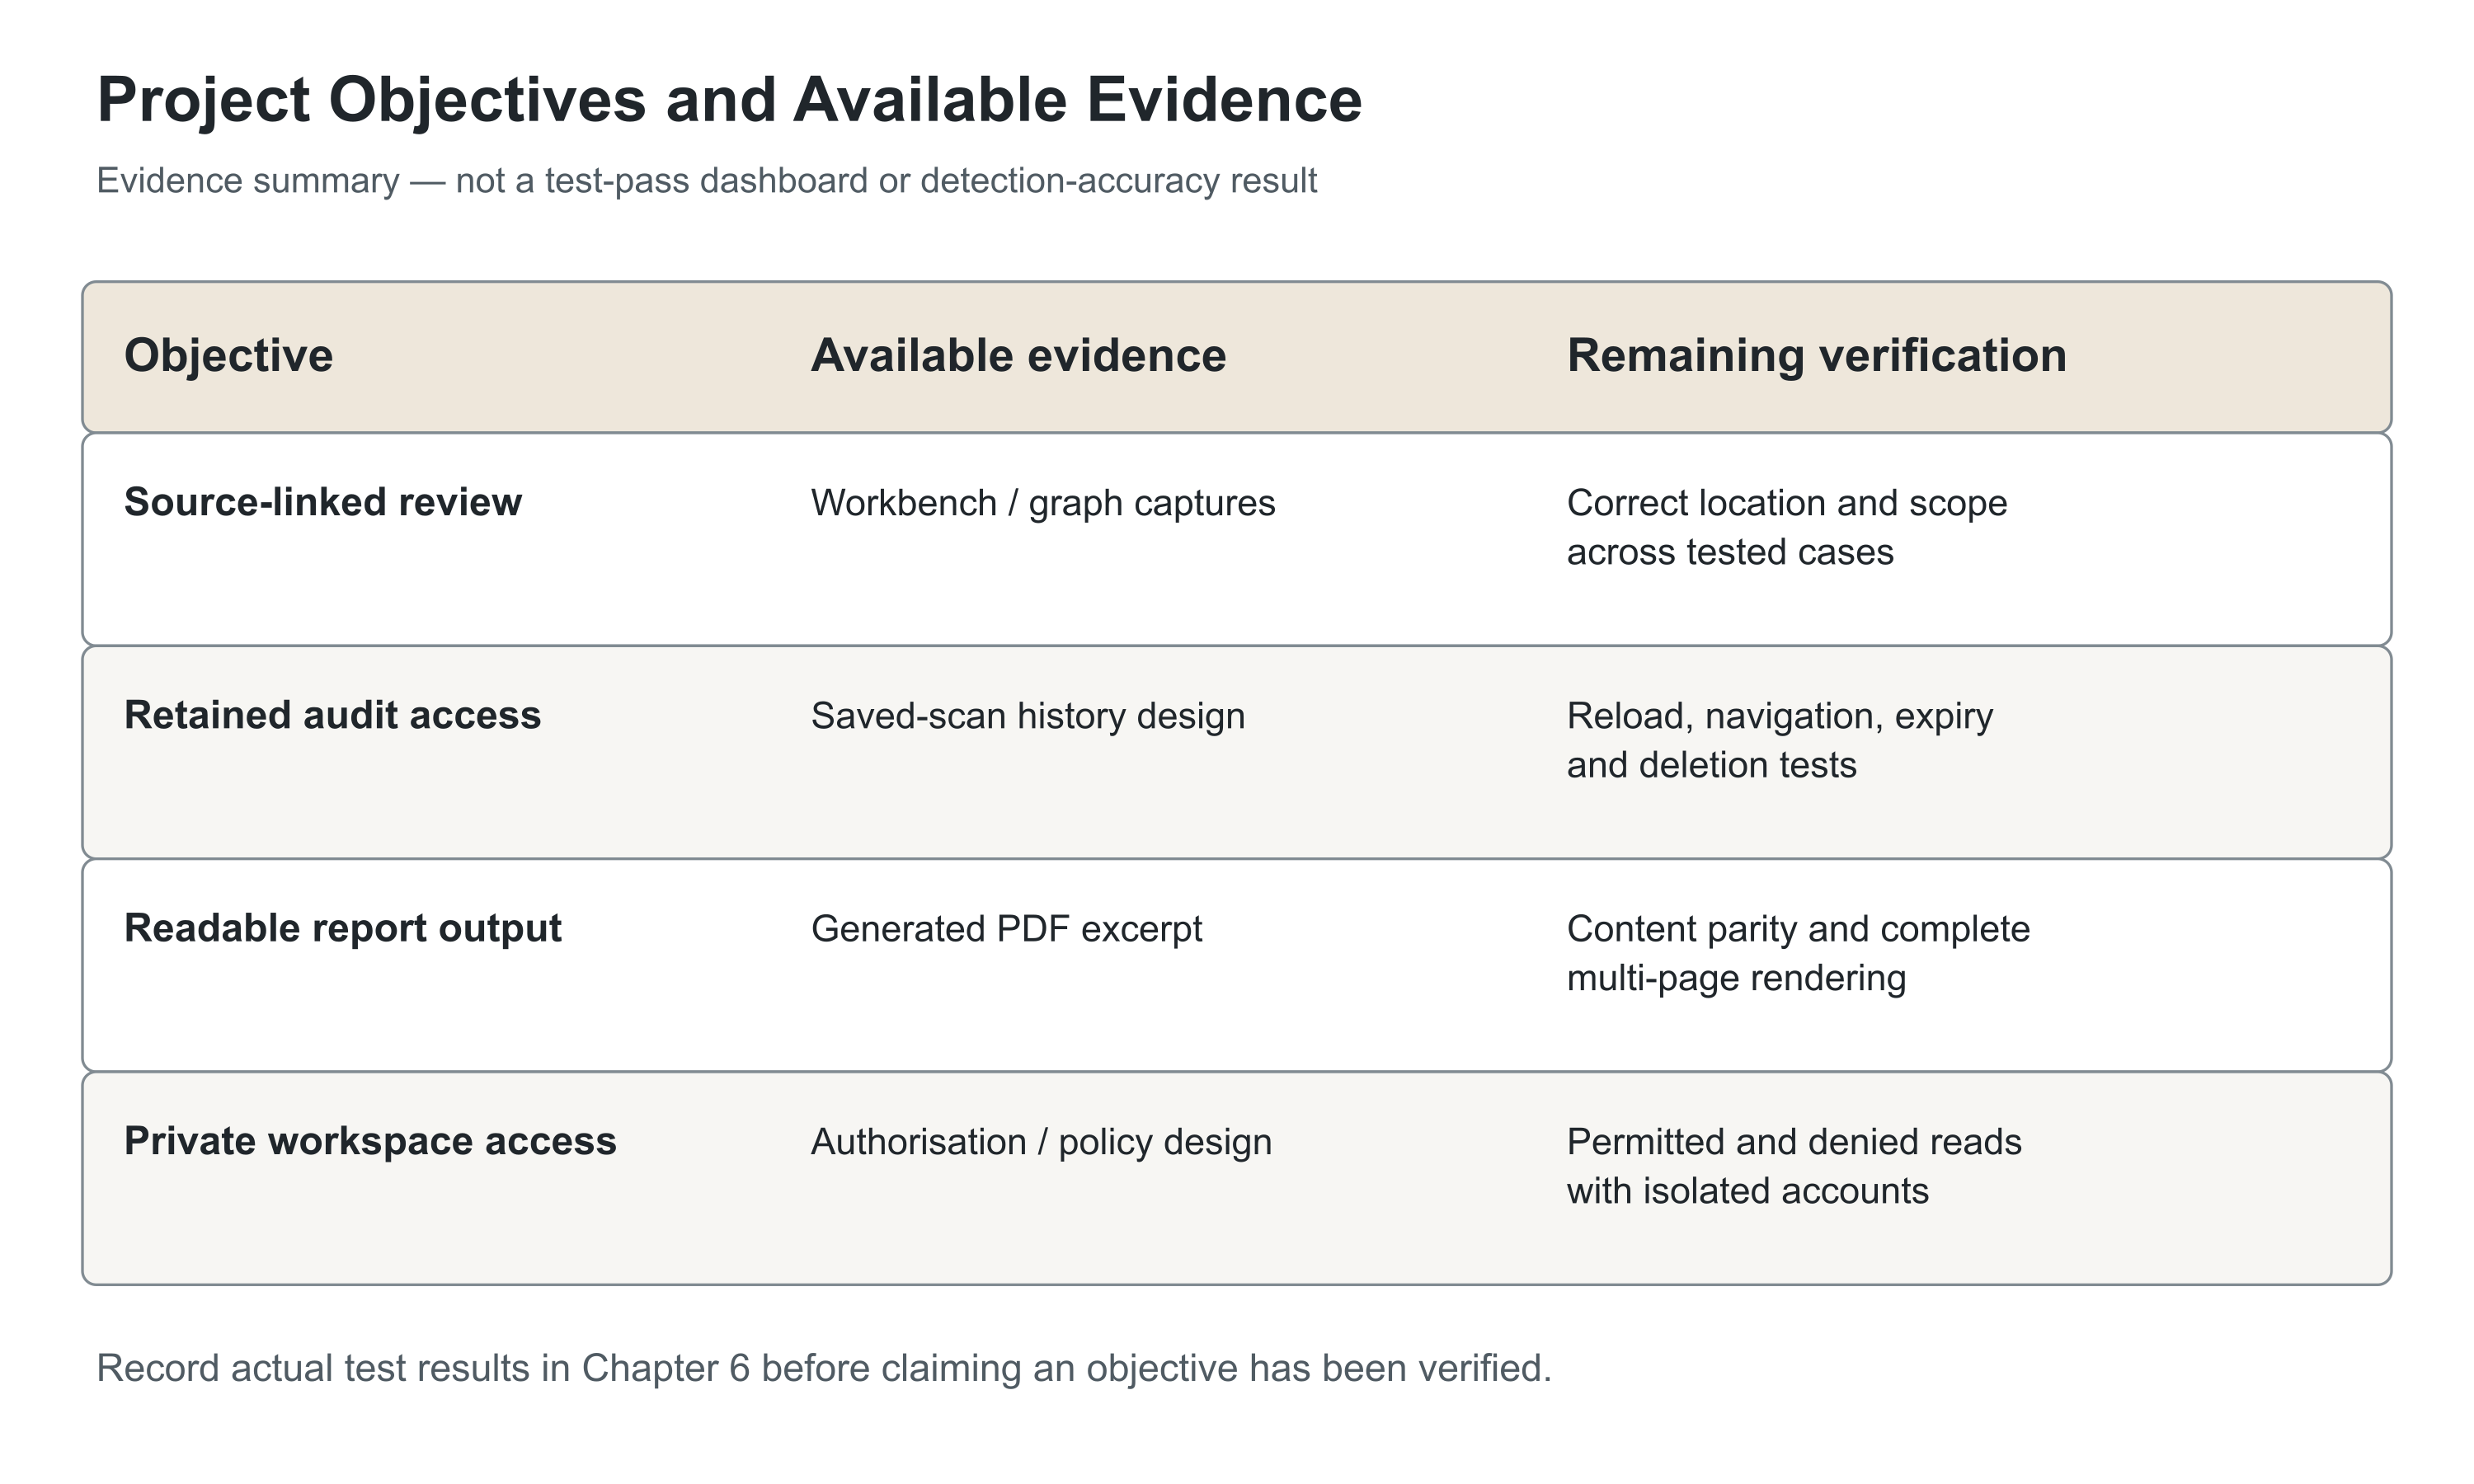 Project Objectives and Available Evidence
Evidence summary — not a test-pass dashboard or detection-accuracy result
Objective
Available evidence
Remaining verification
Source-linked review
Workbench / graph captures
Correct location and scope
across tested cases
Retained audit access
Saved-scan history design
Reload, navigation, expiry
and deletion tests
Readable report output
Generated PDF excerpt
Content parity and complete
multi-page rendering
Private workspace access
Authorisation / policy design
Permitted and denied reads
with isolated accounts
Record actual test results in Chapter 6 before claiming an objective has been verified.